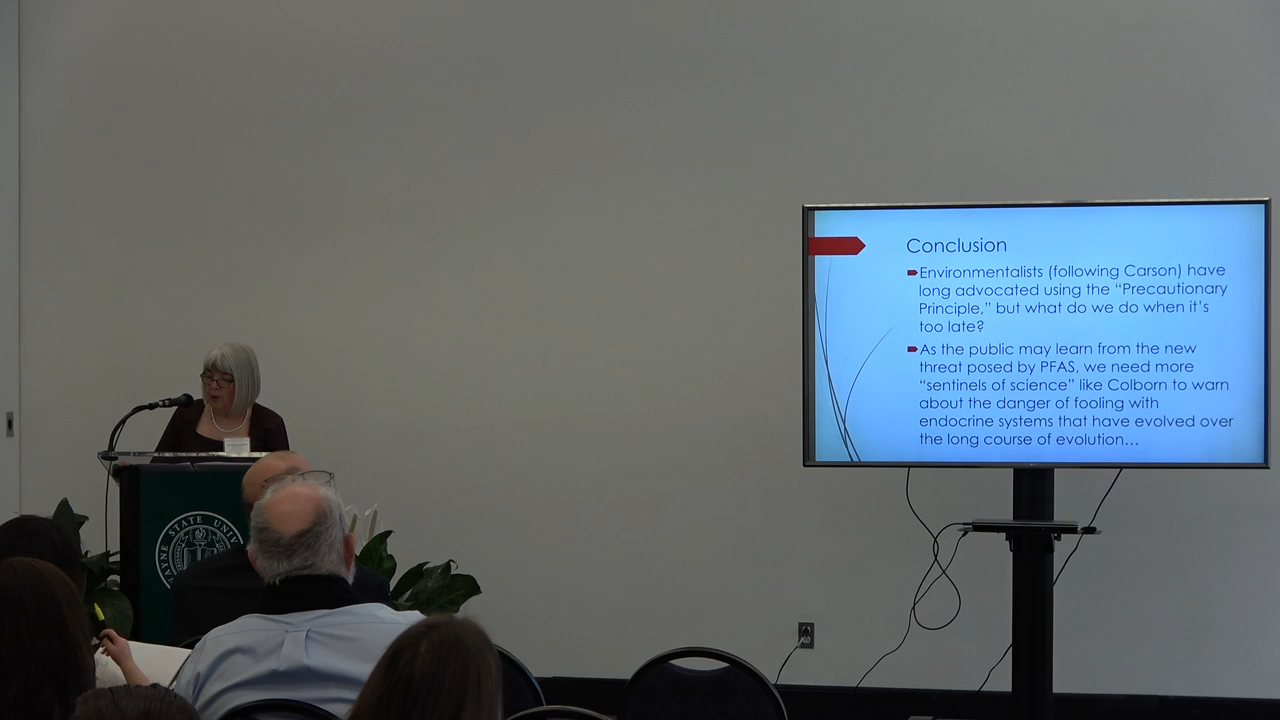 Conclusion
Environmentalists (following Carson) have
long advocated using the “Precautionary
Principle,” but what do we do when it’s
too late?
As the public may learn from the new
threat posed by PFAS, we need more
“sentinels of science” like Colborn to warn
about the danger of fooling with
endocrine systems that have evolved over
the long course of evolution…
AYNE STATE UNIV